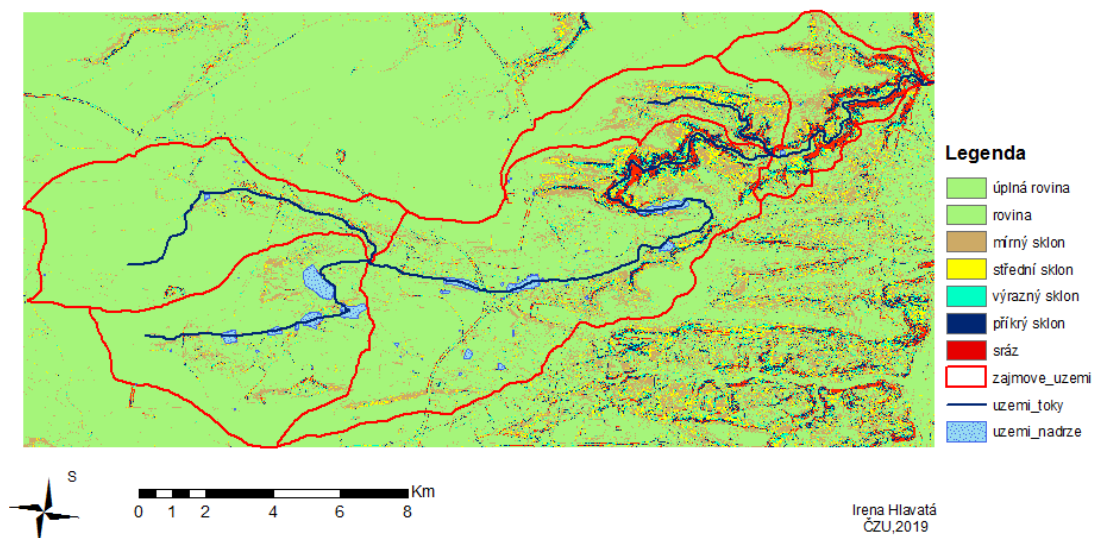 Legenda
úplná rovina
rovina
mírný sklon
střední sklon
výrazný sklon
příkrý sklon
sráz
zajmove_uzemi
uzemi_toky
uzemi_nadrze
S
Km
0 1 2 4 6 8
Irena Hlavatá
ČZU,2019